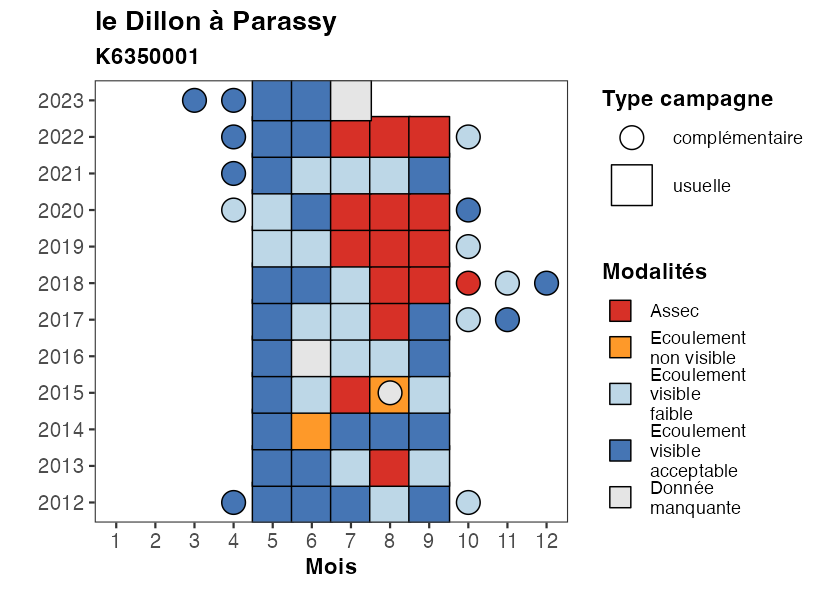 le Dillon à Parassy
K6350001
2023
2022
2021
2020
2019
2018
2017
2016
2015
2014
2013
2012
1 2 3 4 5 6 7 8 9 10 11 12
Mois
Type campagne
complémentaire
usuelle
Modalités
Assec
Ecoulement
non visible
Ecoulement
visible
faible
Ecoulement
visible
acceptable
Donnée
manquante